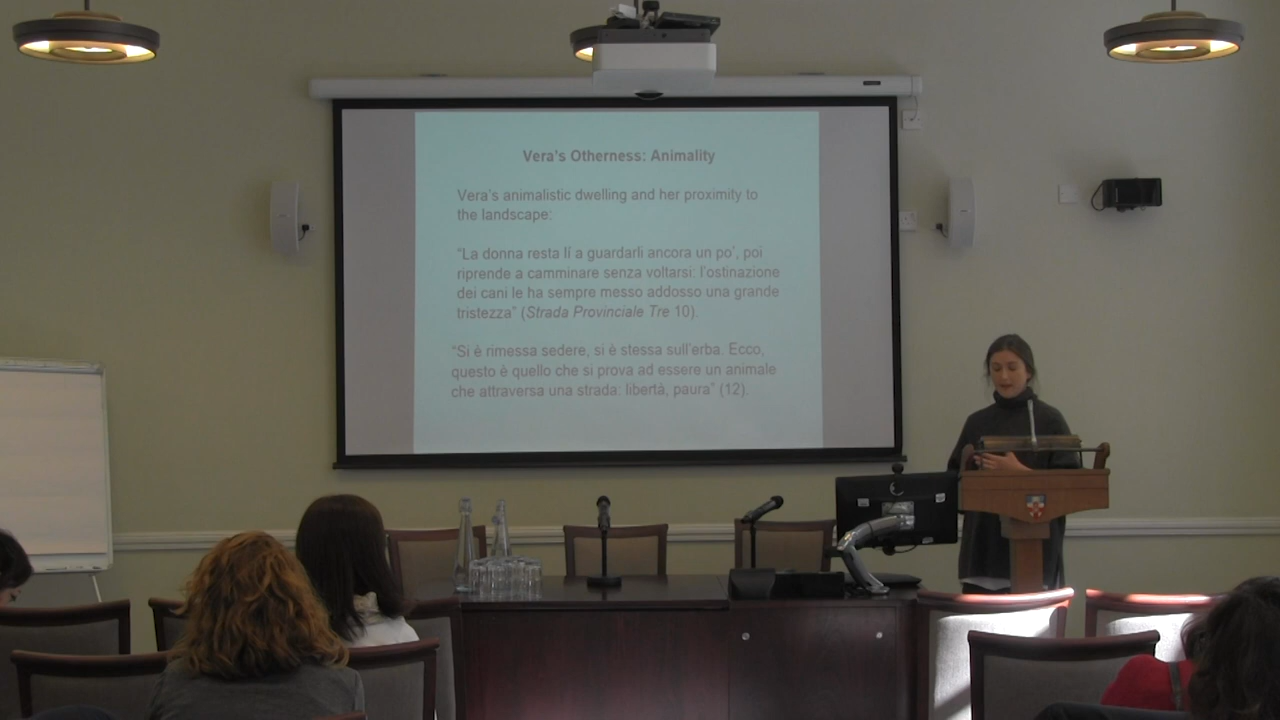 Vera's Otherness: Animality
Vera's animalistic dwelling and her proximity to
the landscape:
"La donna resta lí a guardarli ancora un po', poi
riprende a camminare senza voltarsi: l'ostinazione
dei cani le ha sempre messo addosso una grande
tristezza" (Strada Provinciale Tre 10).
"Si è rimessa sedere, si è stessa sull'erba. Ecco,
questo è quello che si prova ad essere un animale
che attraversa una strada: libertà, paura" (12).